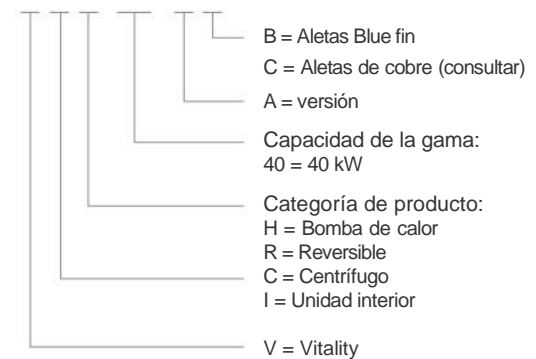 B = Aletas Blue fin
C = Aletas de cobre (consultar)
A = versión
Capacidad de la gama:
40 = 40 kW
Categoría de producto:
H = Bomba de calor
R = Reversible
C = Centrífugo
I = Unidad interior
V = Vitality